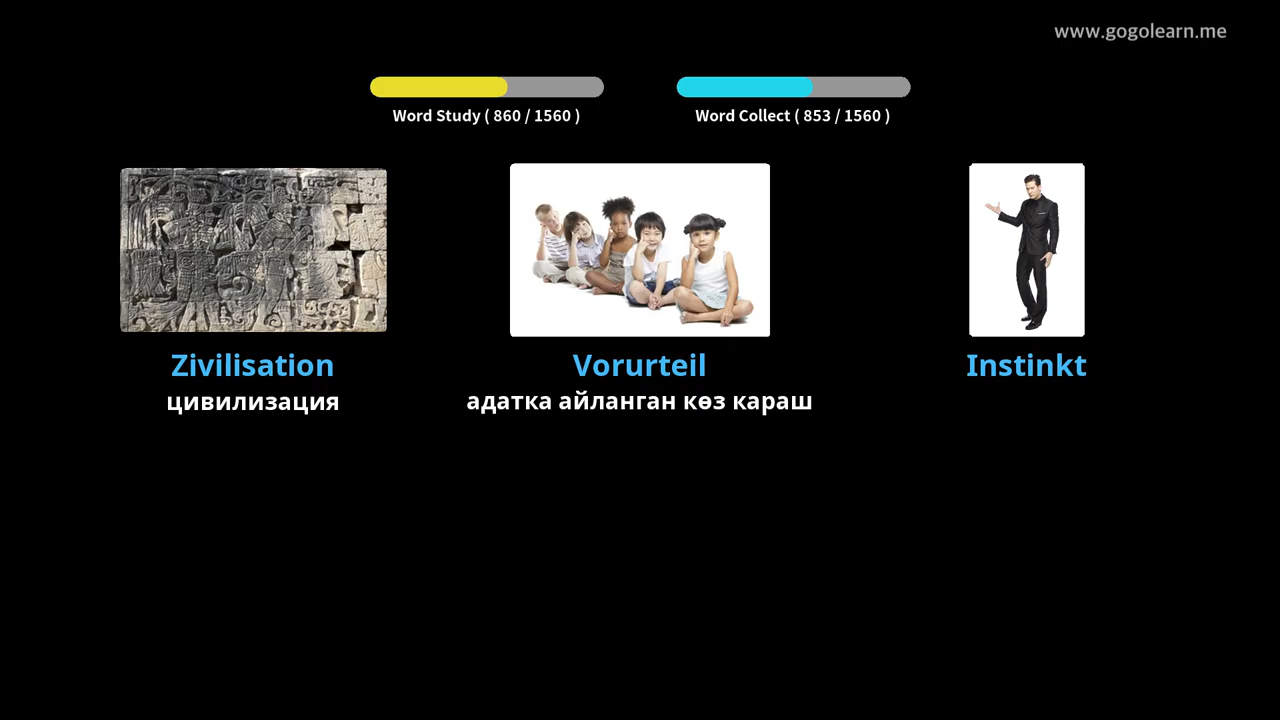 www.gogolearn.me
Word Study ( 860 / 1560 )
Word Collect ( 853 / 1560 )
Zivilisation
цивилизация
Vorurteil
адатка айланган көз караш
Instinkt